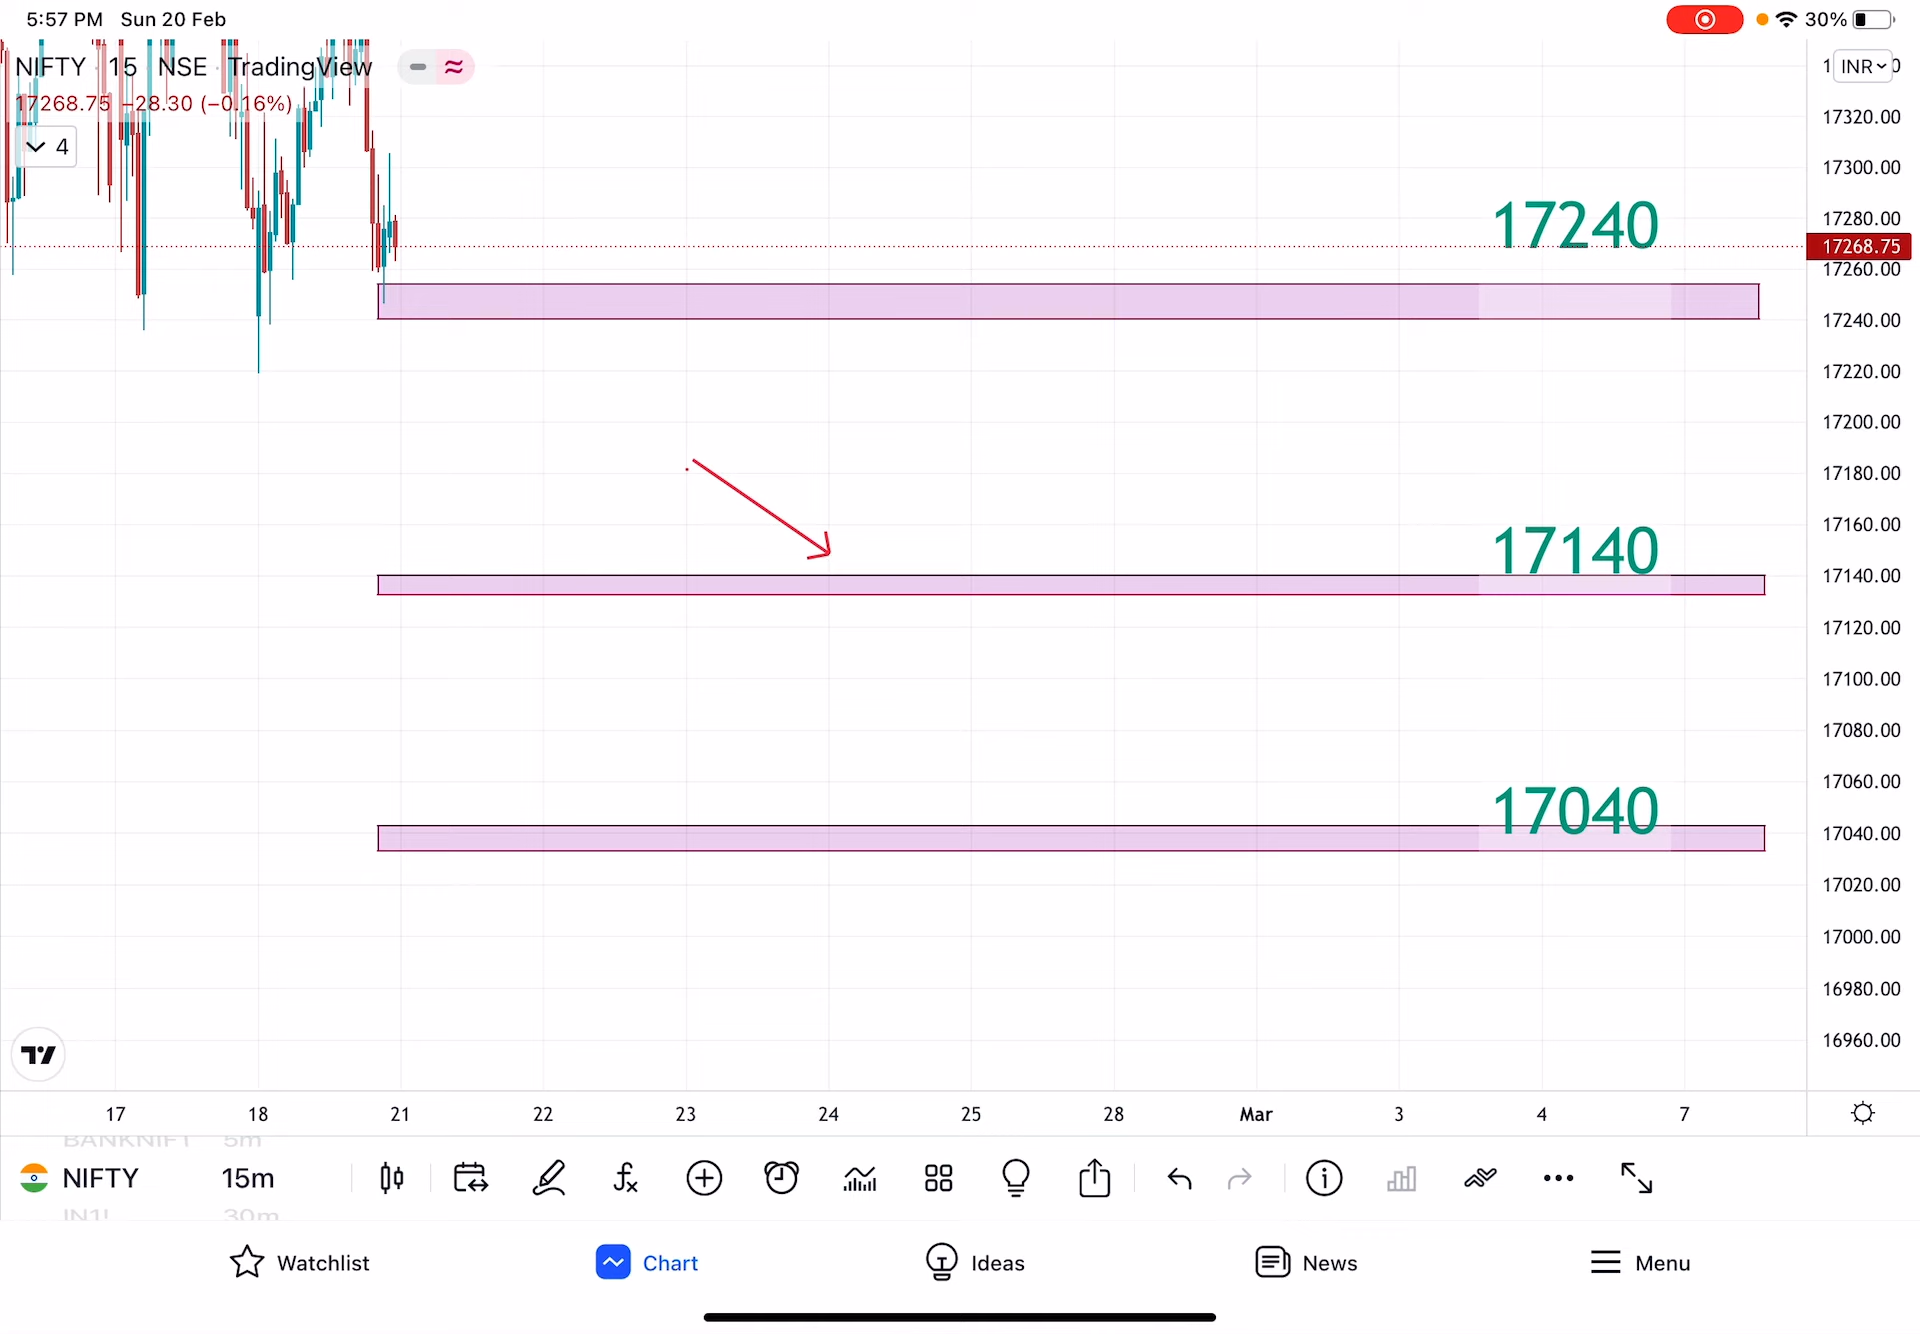 5:57 PM Sun 20 Feb
30%
NIFTY · 15 · NSE · TradingView
17268.75 −28.30 (−0.16%)
4
INR
17320.00
17300.00
17240
17280.00
17268.75
17260.00
17240.00
17220.00
17200.00
17180.00
17160.00
17140
17140.00
17120.00
17100.00
17080.00
17060.00
17040
17040.00
17020.00
17000.00
16980.00
16960.00
17 18 21 22 23 24 25 28 Mar 3 4 7
BANKNIFT 5m
NIFTY 15m
IN1! 30m
Watchlist Chart Ideas News Menu